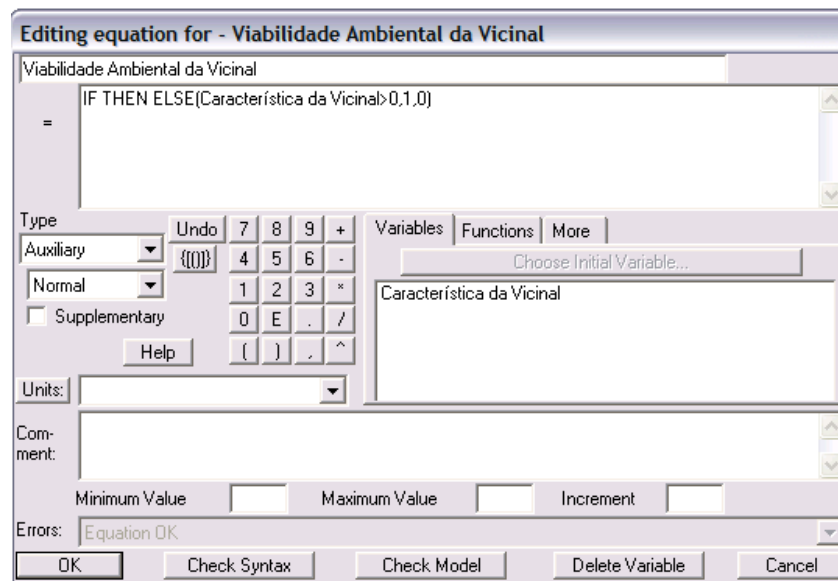 Editing equation for - Viabilidade Ambiental da Vicinal
Viabilidade Ambiental da Vicinal
= IF THEN ELSE(Característica da Vicinal>0,1,0)
Type
Auxiliary
Normal
Supplementary
Help
Undo 7 8 9 +
{[()]} 4 5 6 -
1 2 3 *
0 E . /
( ) , ^
Variables Functions More
Choose Initial Variable...
Característica da Vicinal
Units:
Com-
ment:
Minimum Value Maximum Value Increment
Errors: Equation OK
OK Check Syntax Check Model Delete Variable Cancel